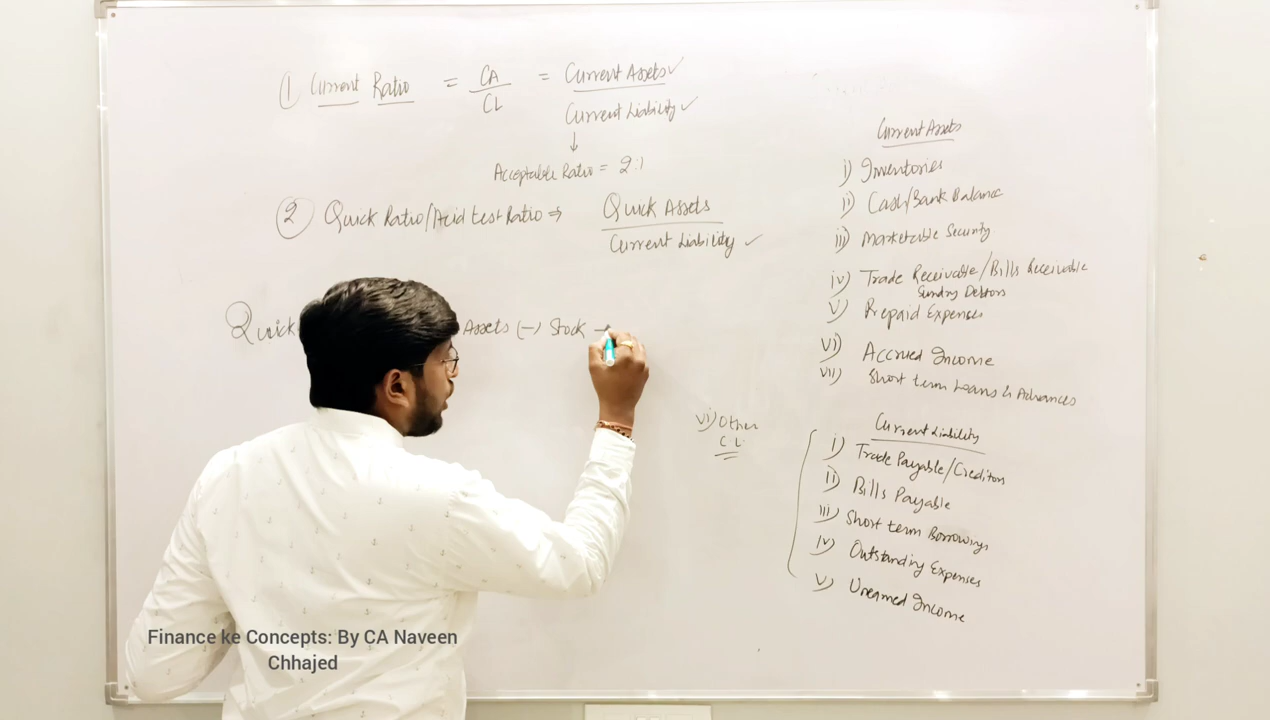 1) Current Ratio = CA / CL = Current Assets ✓ / Current Liability ✓
↓
Acceptable Ratio = 2:1
2) Quick Ratio/Acid test Ratio ⇒ Quick Assets / Current Liability ✓
Quick Assets (-) Stock -
Current Assets
i) Inventories
ii) Cash/Bank Balance
iii) Marketable Security
iv) Trade Receivable/Bills Receivable
Sundry Debtors
v) Prepaid Expenses
vi) Accrued Income
vii) Short term Loans & Advances
Current Liability
i) Trade Payable/Creditors
ii) Bills Payable
iii) Short term Borrowings
iv) Outstanding Expenses
v) Unearned Income
vi) Other
C.L.
Finance ke Concepts: By CA Naveen
Chhajed